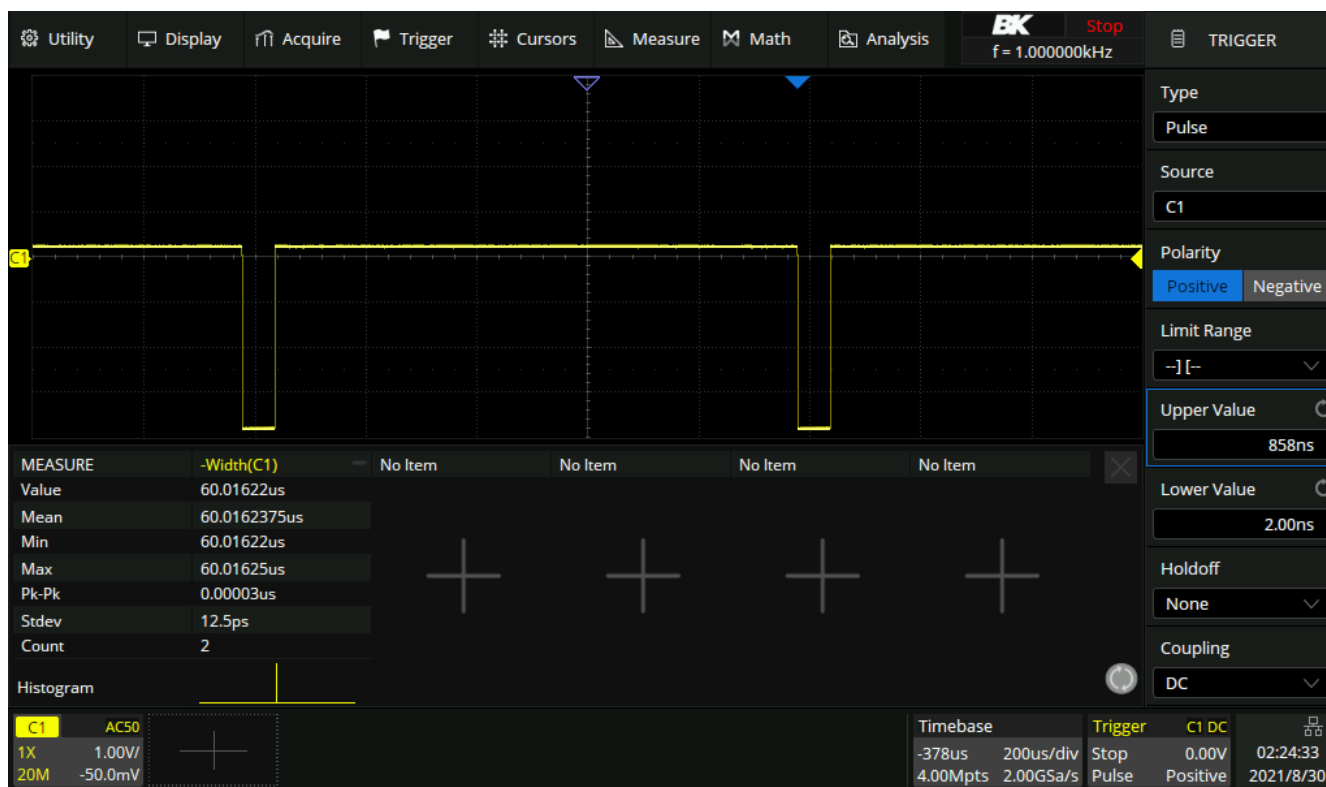 Utility Display Acquire Trigger Cursors Measure Math Analysis BK Stop TRIGGER
f = 1.000000kHz
Type
Pulse
Source
C1
Polarity
Positive Negative
Limit Range
--] [--
Upper Value
858ns
Lower Value
2.00ns
Holdoff
None
Coupling
DC
C1
MEASURE -Width(C1) No Item No Item No Item No Item
Value 60.01622us
Mean 60.0162375us
Min 60.01622us
Max 60.01625us
Pk-Pk 0.00003us
Stdev 12.5ps
Count 2
Histogram
C1 AC50 Timebase Trigger C1 DC
1X 1.00V/ -378us 200us/div Stop 0.00V 02:24:33
20M -50.0mV 4.00Mpts 2.00GSa/s Pulse Positive 2021/8/30